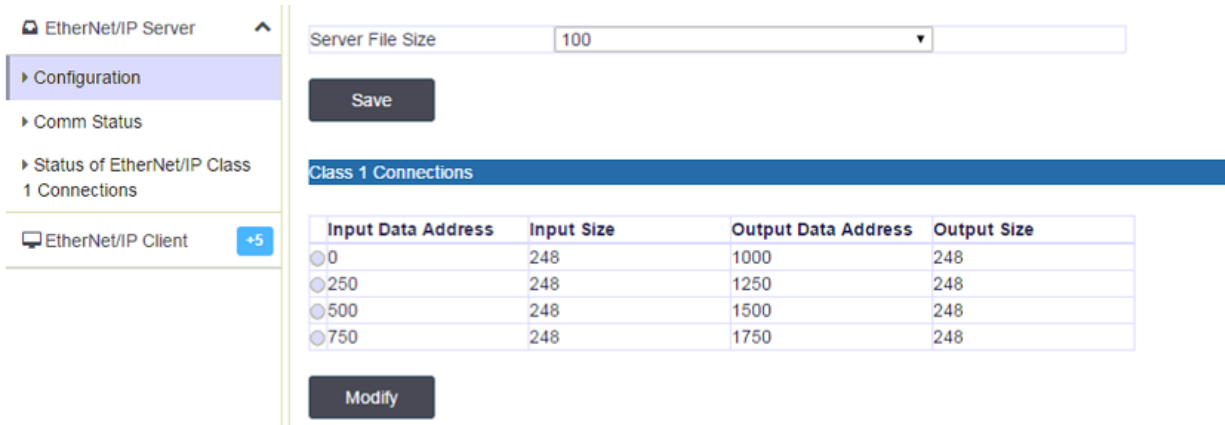 EtherNet/IP Server
Configuration
Comm Status
Status of EtherNet/IP Class
1 Connections
EtherNet/IP Client +5
Server File Size 100
Save
Class 1 Connections
Input Data Address Input Size Output Data Address Output Size
0 248 1000 248
250 248 1250 248
500 248 1500 248
750 248 1750 248
Modify